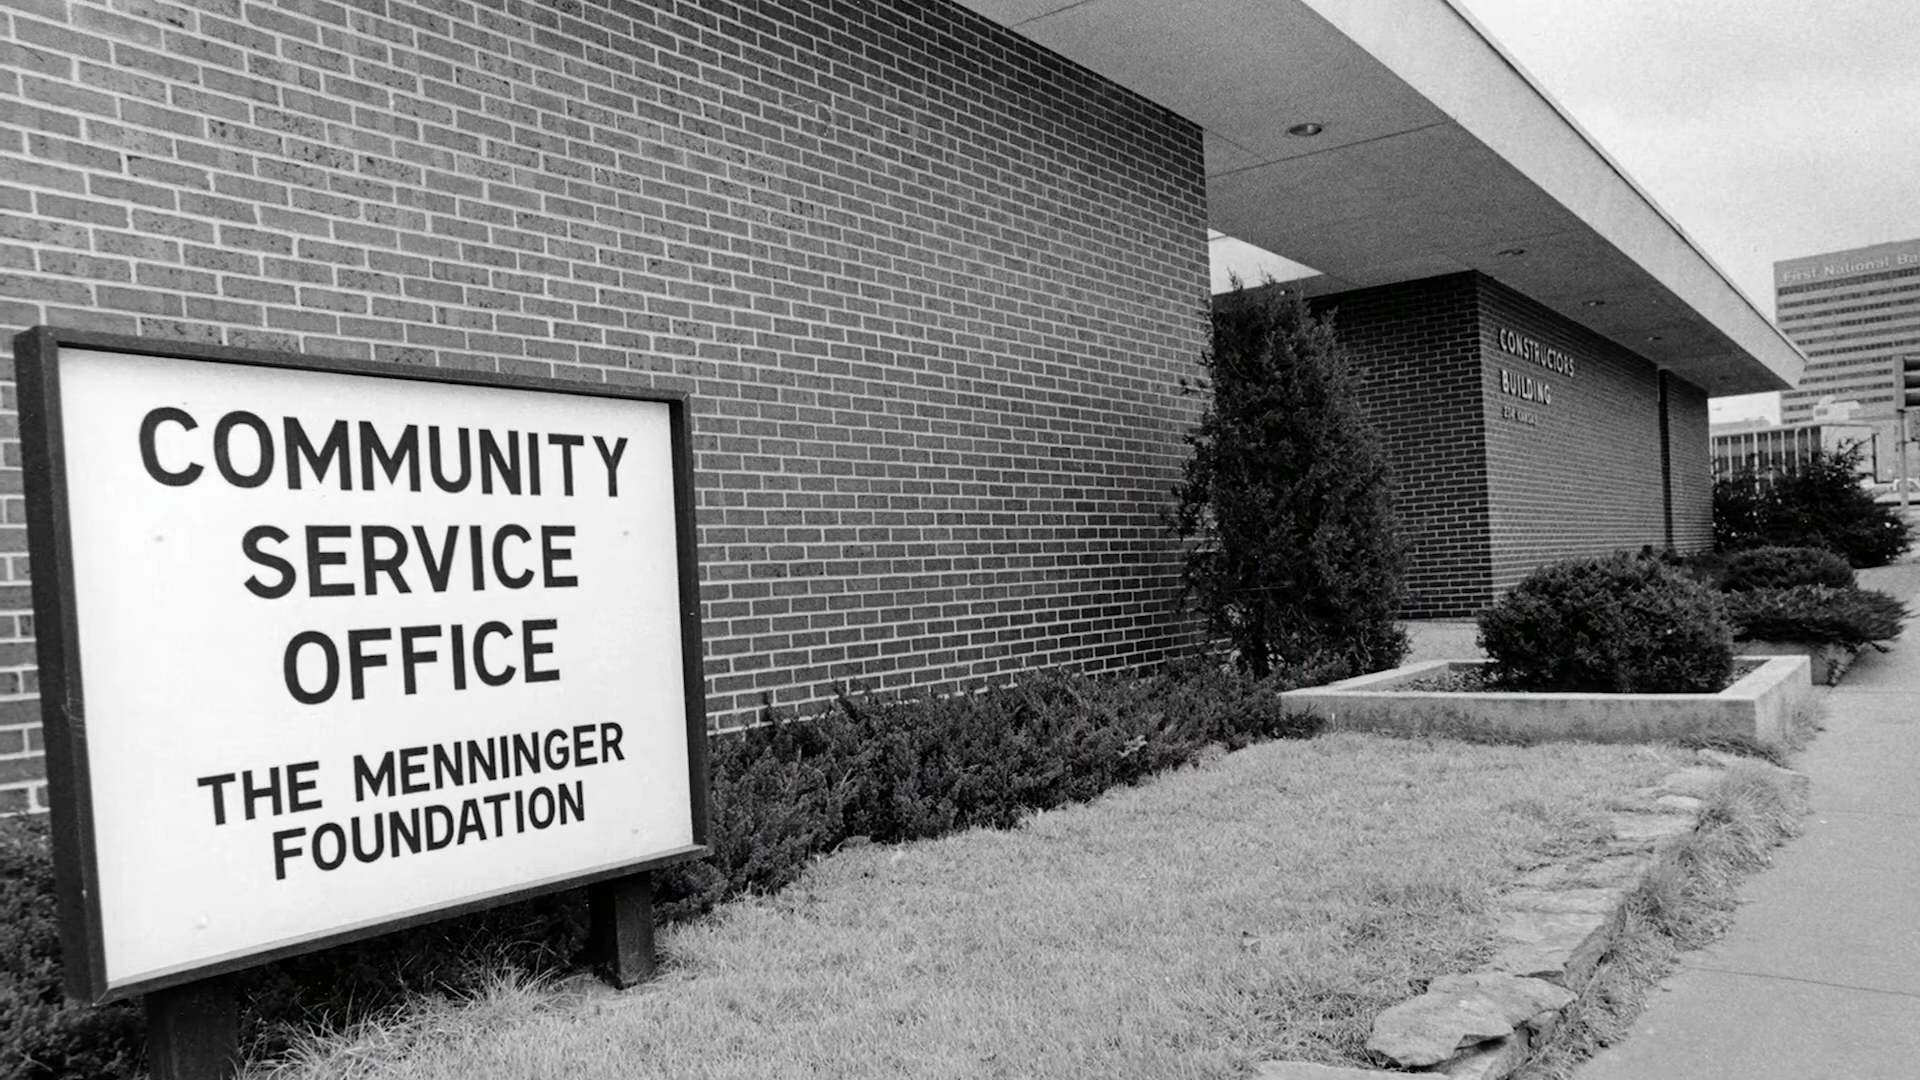 COMMUNITY
SERVICE
OFFICE
THE MENNINGER
FOUNDATION
CONSTRUCTORS
BUILDING
First National Ba